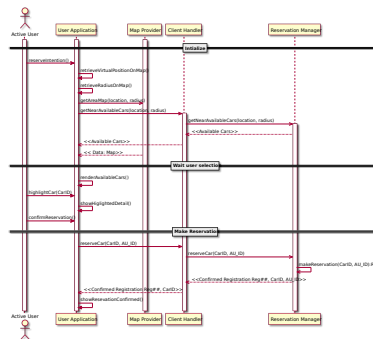 Active User
User Application
Map Provider
Client Handler
Reservation Manager
Intialize
reserveIntention()
retrieveVirtualPositionOnMap()
retrieveRadiusOnMap()
getAreaMap(location, radius)
getNearAvailableCars(location, radius)
getNearAvailableCars(location, radius)
<<Available Cars>>
<<Available Cars>>
<< Data: Map>>
Wait user selection
renderAvailableCars()
highlightCar(CarID)
showHiglightedDetail()
confirmReservation()
Make Reservation
reserveCar(CarID, AU_ID)
reserveCar(CarID, AU_ID)
makeReservation(CarID, AU_ID)
<<Confirmed Registration Reg##, CarID, AU_ID>>
<<Confirmed Registration Reg##, CarID>>
showResevationConfirmed()
Active User
User Application
Map Provider
Client Handler
Reservation Manager